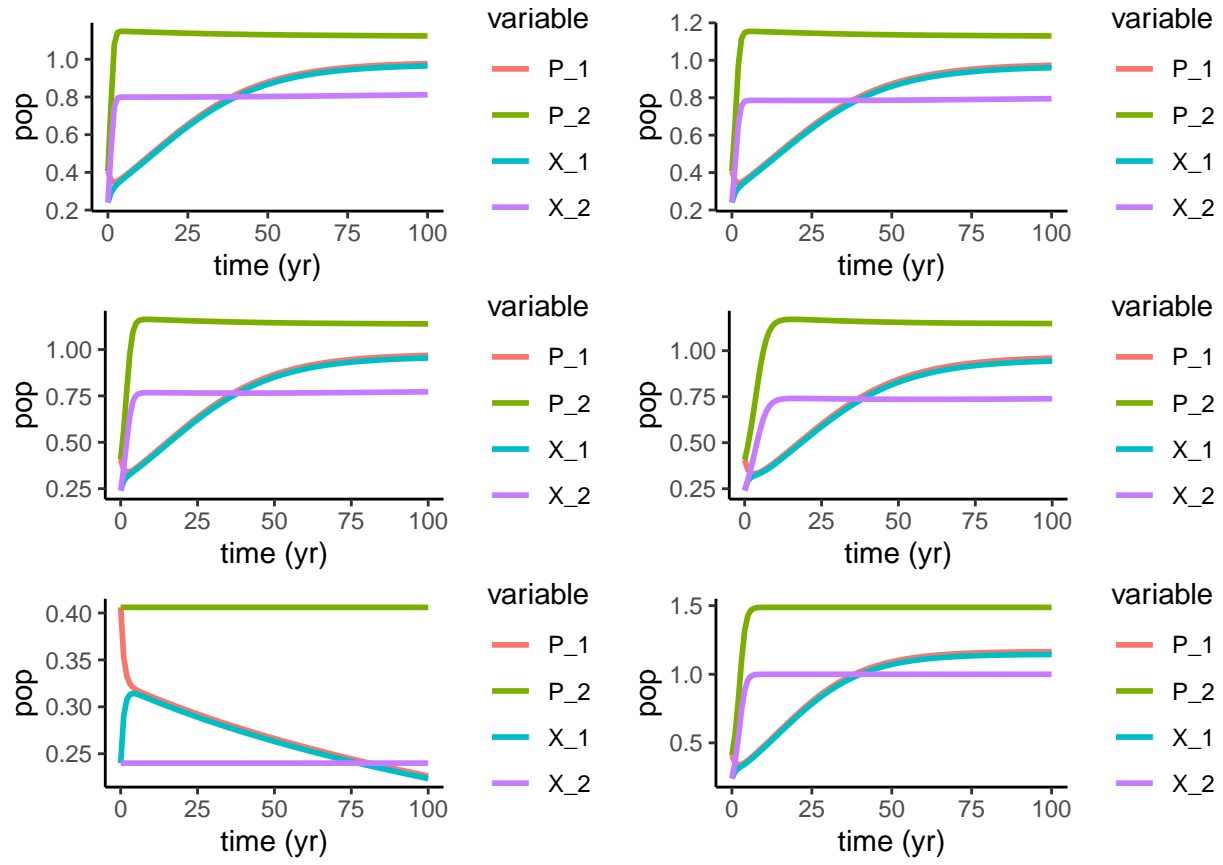 variable
pop
1.0
0.8
0.6
0.4
0.2
0 25 50 75 100
time (yr)
P_1
P_2
X_1
X_2
variable
pop
1.2
1.0
0.8
0.6
0.4
0.2
0 25 50 75 100
time (yr)
P_1
P_2
X_1
X_2
variable
pop
1.00
0.75
0.50
0.25
0 25 50 75 100
time (yr)
P_1
P_2
X_1
X_2
variable
pop
1.00
0.75
0.50
0.25
0 25 50 75 100
time (yr)
P_1
P_2
X_1
X_2
variable
pop
0.40
0.35
0.30
0.25
0 25 50 75 100
time (yr)
P_1
P_2
X_1
X_2
variable
pop
1.5
1.0
0.5
0 25 50 75 100
time (yr)
P_1
P_2
X_1
X_2